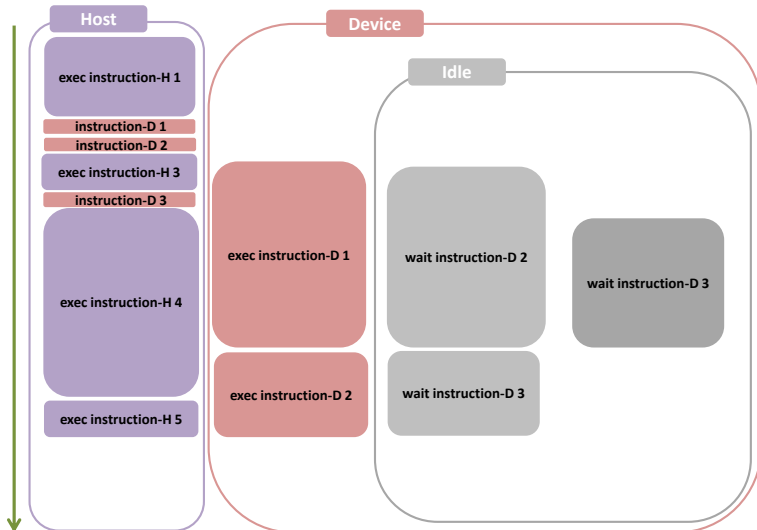 Host
Device
Idle
exec instruction-H 1
instruction-D 1
instruction-D 2
exec instruction-H 3
instruction-D 3
exec instruction-D 1
wait instruction-D 2
wait instruction-D 3
exec instruction-H 4
exec instruction-D 2
wait instruction-D 3
exec instruction-H 5